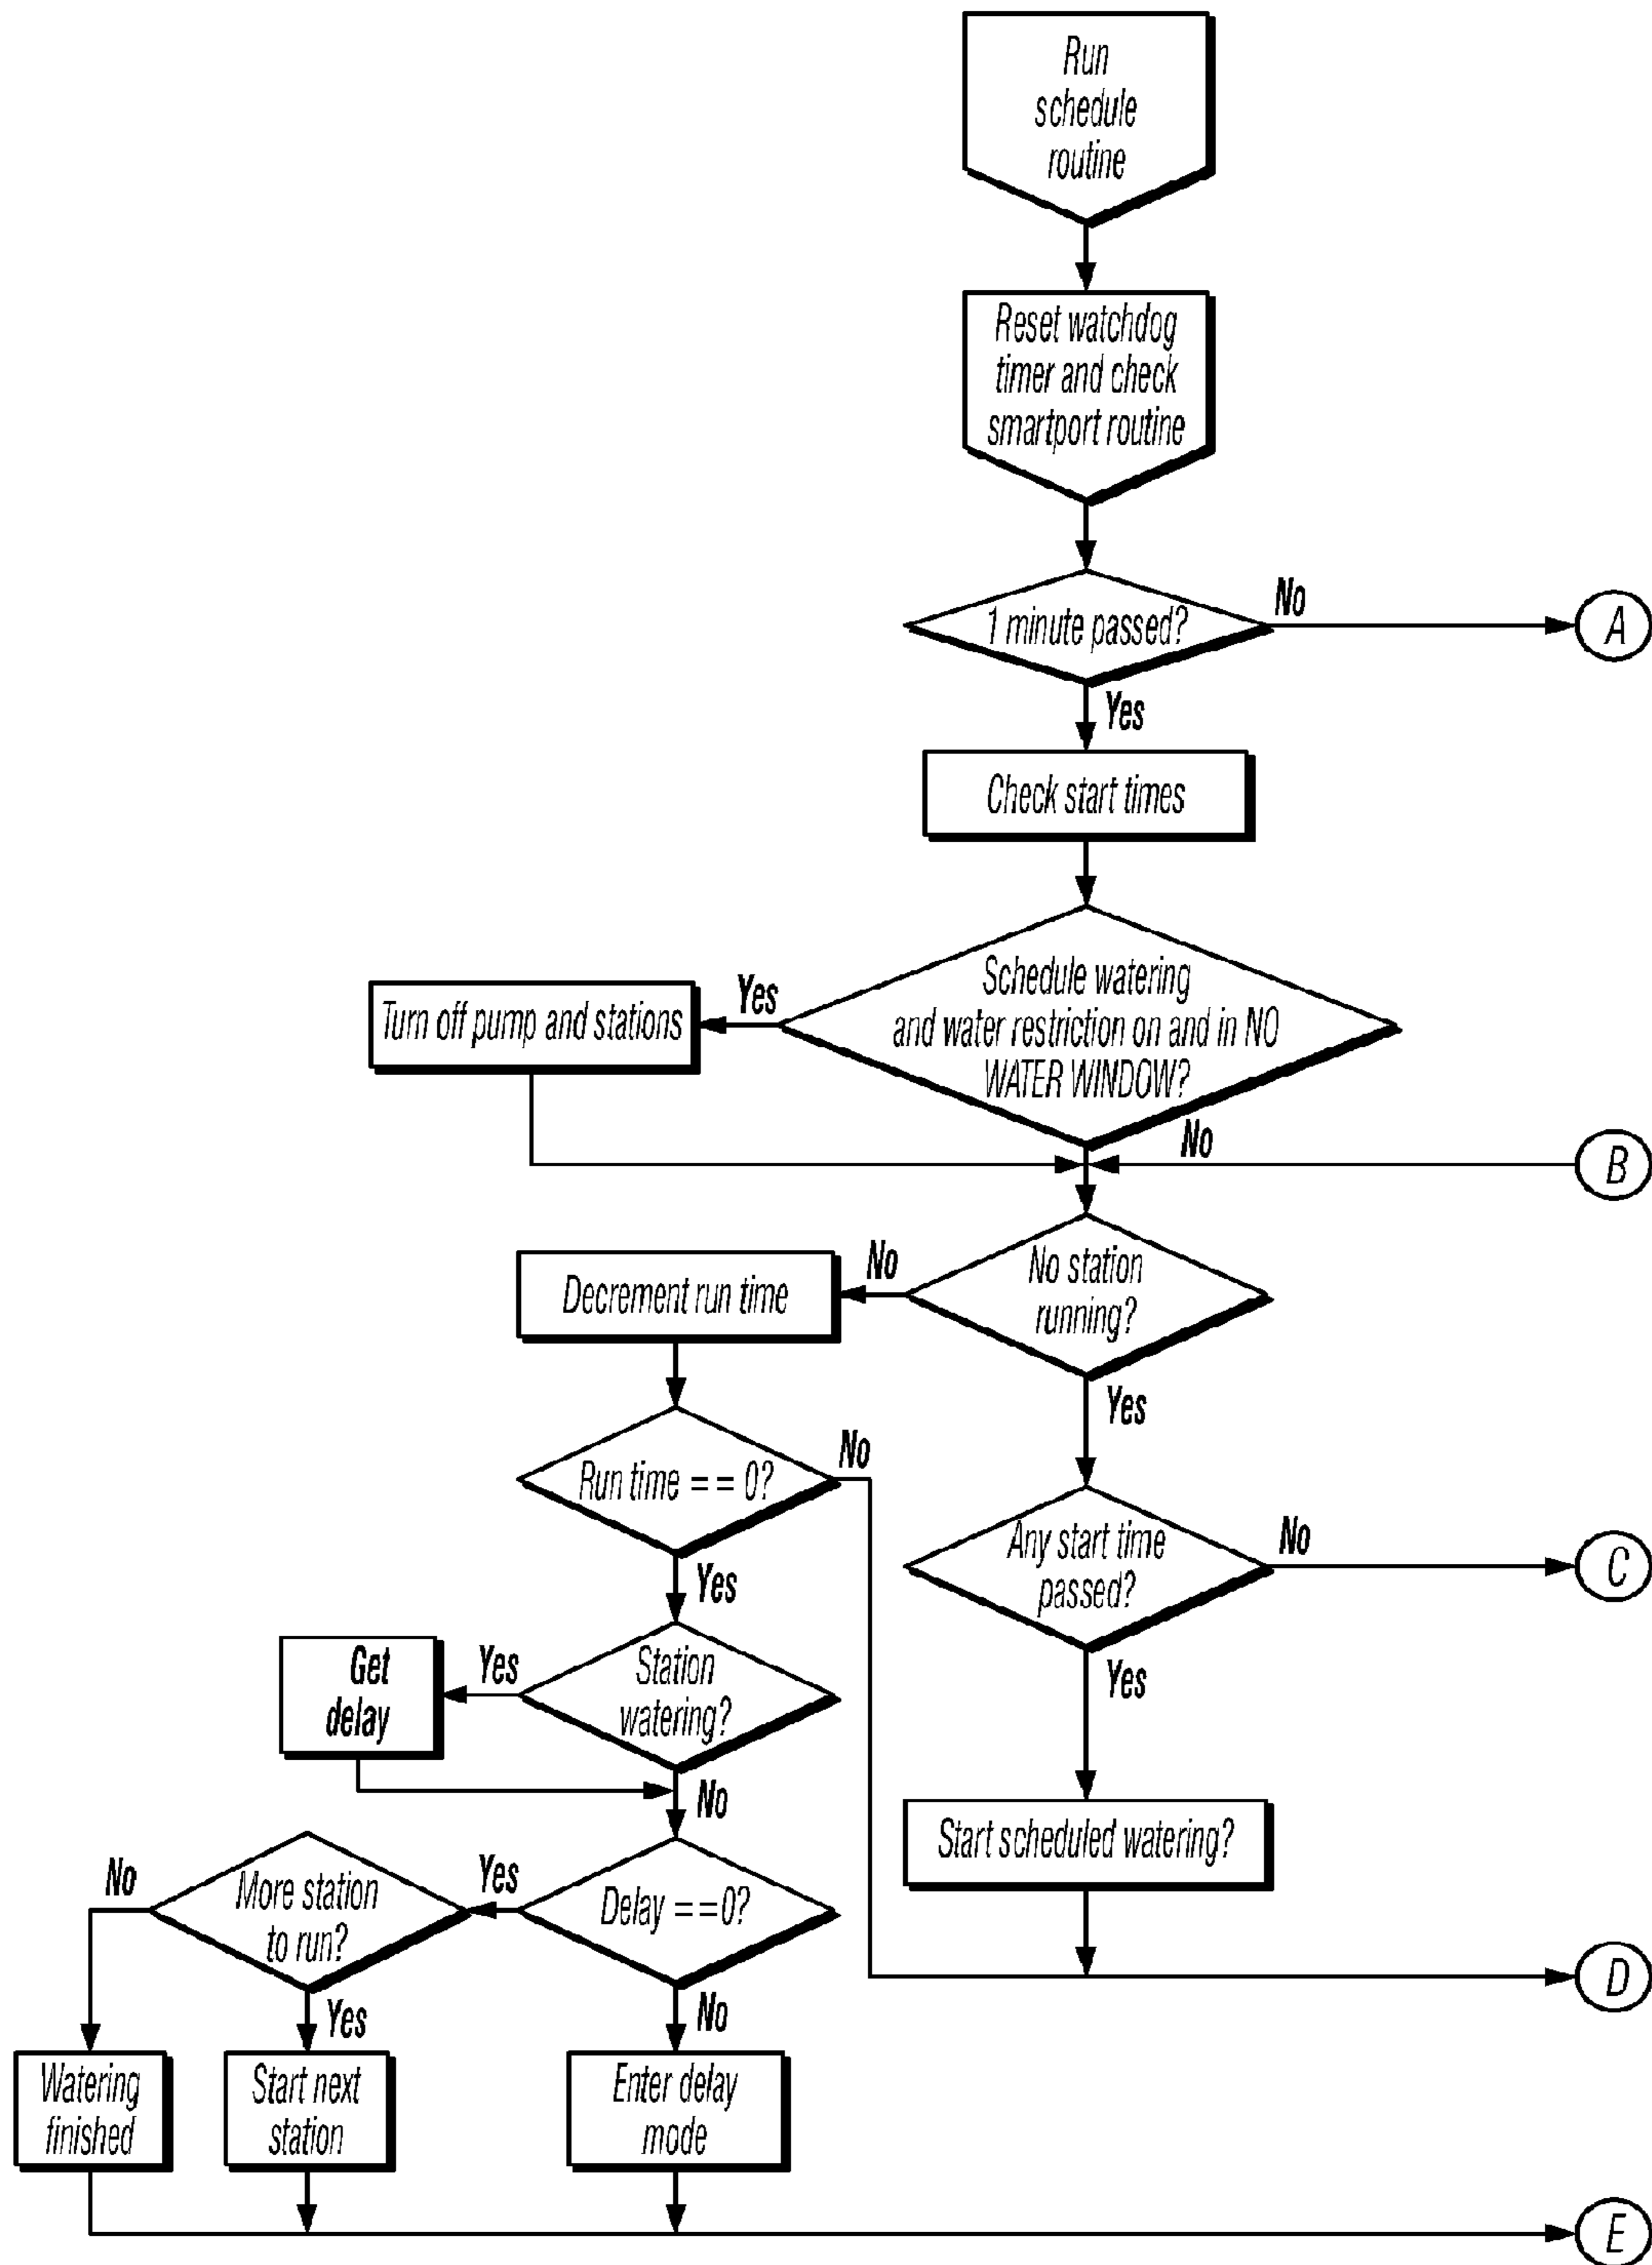 Run
schedule
routine
Reset watchdog
timer and check
smartport routine
1 minute passed?
No
A
Yes
Check start times
Schedule watering
and water restriction on and in NO
WATER WINDOW?
Yes
Turn off pump and stations
No
B
No station
running?
No
Decrement run time
Yes
Run time = = 0?
No
Any start time
passed?
No
C
Yes
Station
watering?
Yes
Get
delay
Yes
No
Start scheduled watering?
Delay = =0?
Yes
More station
to run?
No
D
Yes
No
Watering
finished
Start next
station
Enter delay
mode
E